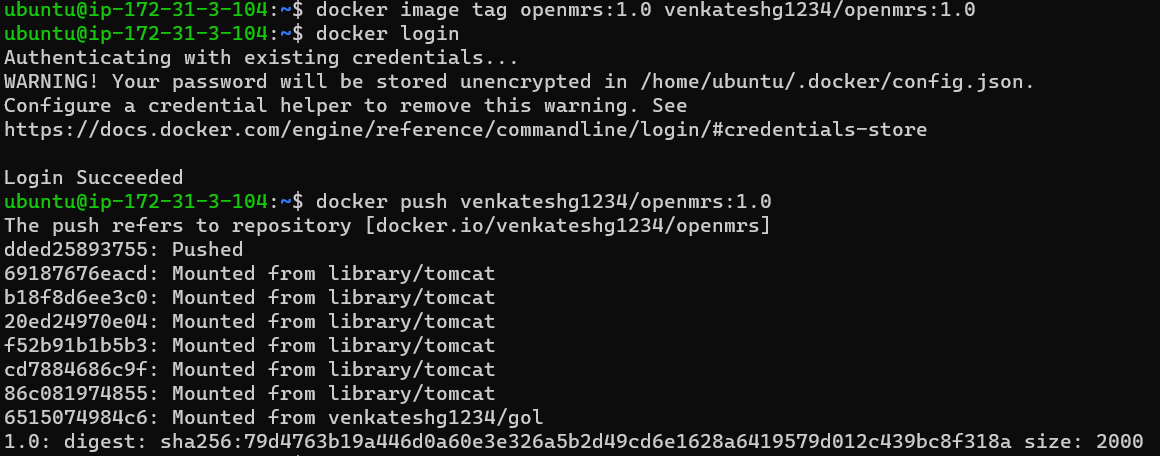 ubuntu@ip-172-31-3-104:~$ docker image tag openmrs:1.0 venkateshg1234/openmrs:1.0
ubuntu@ip-172-31-3-104:~$ docker login
Authenticating with existing credentials...
WARNING! Your password will be stored unencrypted in /home/ubuntu/.docker/config.json.
Configure a credential helper to remove this warning. See
https://docs.docker.com/engine/reference/commandline/login/#credentials-store
Login Succeeded
ubuntu@ip-172-31-3-104:~$ docker push venkateshg1234/openmrs:1.0
The push refers to repository [docker.io/venkateshg1234/openmrs]
dded25893755: Pushed
69187676eacd: Mounted from library/tomcat
b18f8d6ee3c0: Mounted from library/tomcat
20ed24970e04: Mounted from library/tomcat
f52b91b1b5b3: Mounted from library/tomcat
cd7884686c9f: Mounted from library/tomcat
86c081974855: Mounted from library/tomcat
6515074984c6: Mounted from venkateshg1234/gol
1.0: digest: sha256:79d4763b19a446d0a60e3e326a5b2d49cd6e1628a6419579d012c439bc8f318a size: 2000